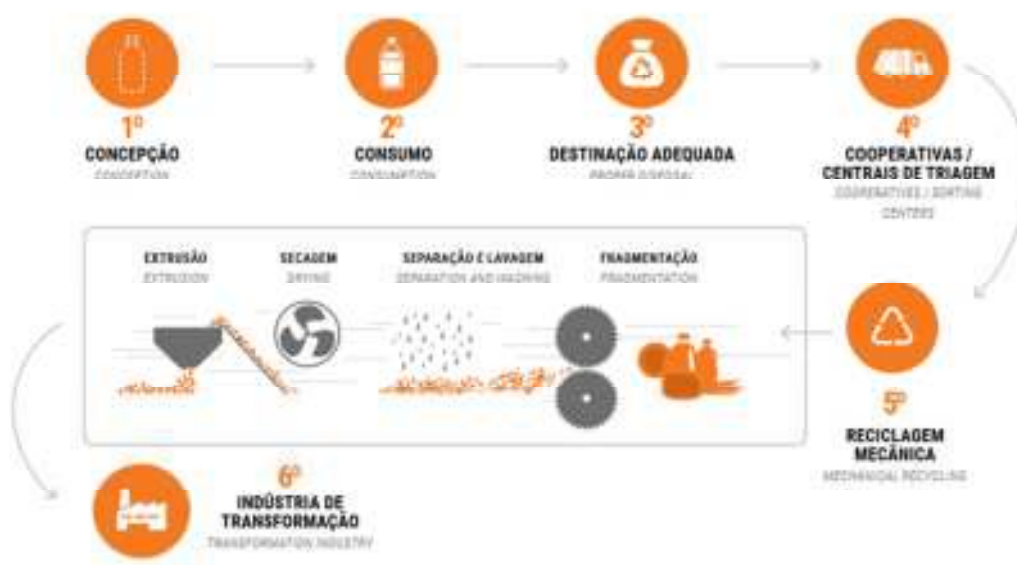 1º
CONCEPÇÃO
CONCEPTION
2º
CONSUMO
CONSUMPTION
3º
DESTINAÇÃO ADEQUADA
PROPER DISPOSAL
4º
COOPERATIVAS /
CENTRAIS DE TRIAGEM
COOPERATIVES / SORTING
CENTRES
EXTRUSÃO
EXTRUSION
SECAGEM
DRYING
SEPARAÇÃO E LAVAGEM
SEPARATION AND WASHING
FRAGMENTAÇÃO
FRAGMENTATION
5º
RECICLAGEM
MECÂNICA
MECHANICAL RECYCLING
6º
INDÚSTRIA DE
TRANSFORMAÇÃO
TRANSFORMATION INDUSTRY